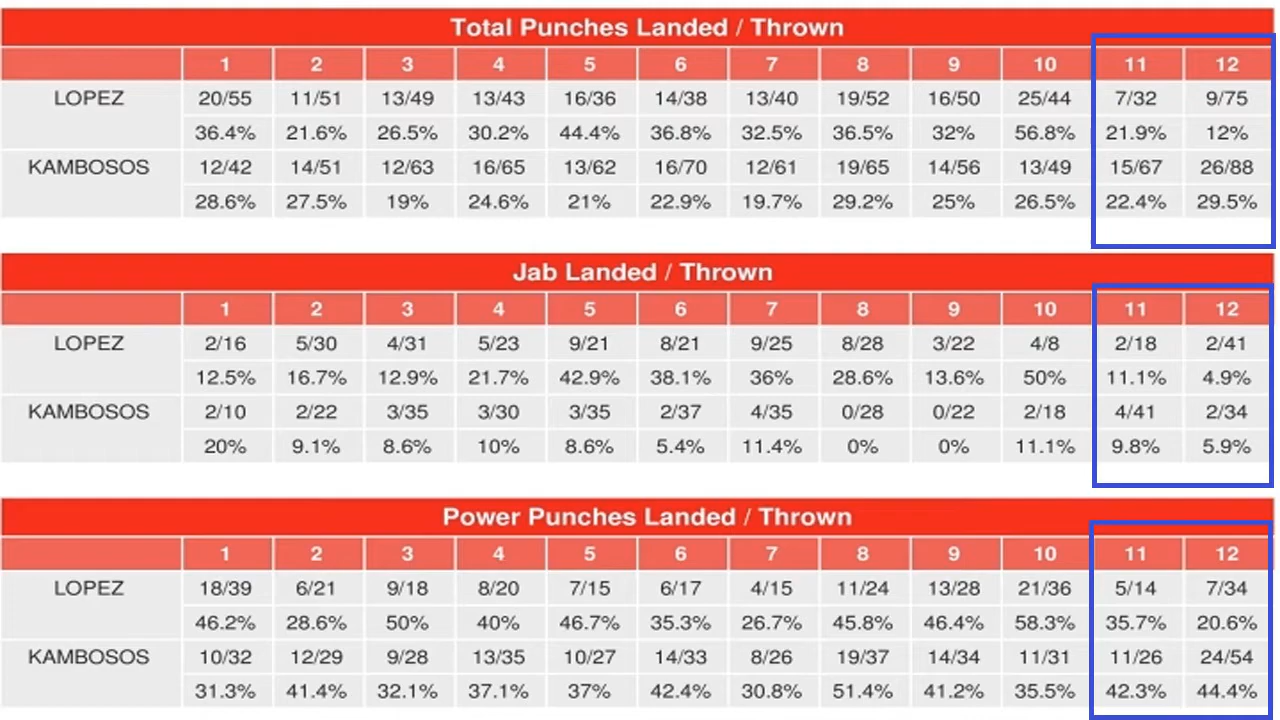 Total Punches Landed / Thrown
1 2 3 4 5 6 7 8 9 10 11 12
LOPEZ 20/55 11/51 13/49 13/43 16/36 14/38 13/40 19/52 16/50 25/44 7/32 9/75
36.4% 21.6% 26.5% 30.2% 44.4% 36.8% 32.5% 36.5% 32% 56.8% 21.9% 12%
KAMBOSOS 12/42 14/51 12/63 16/65 13/62 16/70 12/61 19/65 14/56 13/49 15/67 26/88
28.6% 27.5% 19% 24.6% 21% 22.9% 19.7% 29.2% 25% 26.5% 22.4% 29.5%
Jab Landed / Thrown
1 2 3 4 5 6 7 8 9 10 11 12
LOPEZ 2/16 5/30 4/31 5/23 9/21 8/21 9/25 8/28 3/22 4/8 2/18 2/41
12.5% 16.7% 12.9% 21.7% 42.9% 38.1% 36% 28.6% 13.6% 50% 11.1% 4.9%
KAMBOSOS 2/10 2/22 3/35 3/30 3/35 2/37 4/35 0/28 0/22 2/18 4/41 2/34
20% 9.1% 8.6% 10% 8.6% 5.4% 11.4% 0% 0% 11.1% 9.8% 5.9%
Power Punches Landed / Thrown
1 2 3 4 5 6 7 8 9 10 11 12
LOPEZ 18/39 6/21 9/18 8/20 7/15 6/17 4/15 11/24 13/28 21/36 5/14 7/34
46.2% 28.6% 50% 40% 46.7% 35.3% 26.7% 45.8% 46.4% 58.3% 35.7% 20.6%
KAMBOSOS 10/32 12/29 9/28 13/35 10/27 14/33 8/26 19/37 14/34 11/31 11/26 24/54
31.3% 41.4% 32.1% 37.1% 37% 42.4% 30.8% 51.4% 41.2% 35.5% 42.3% 44.4%